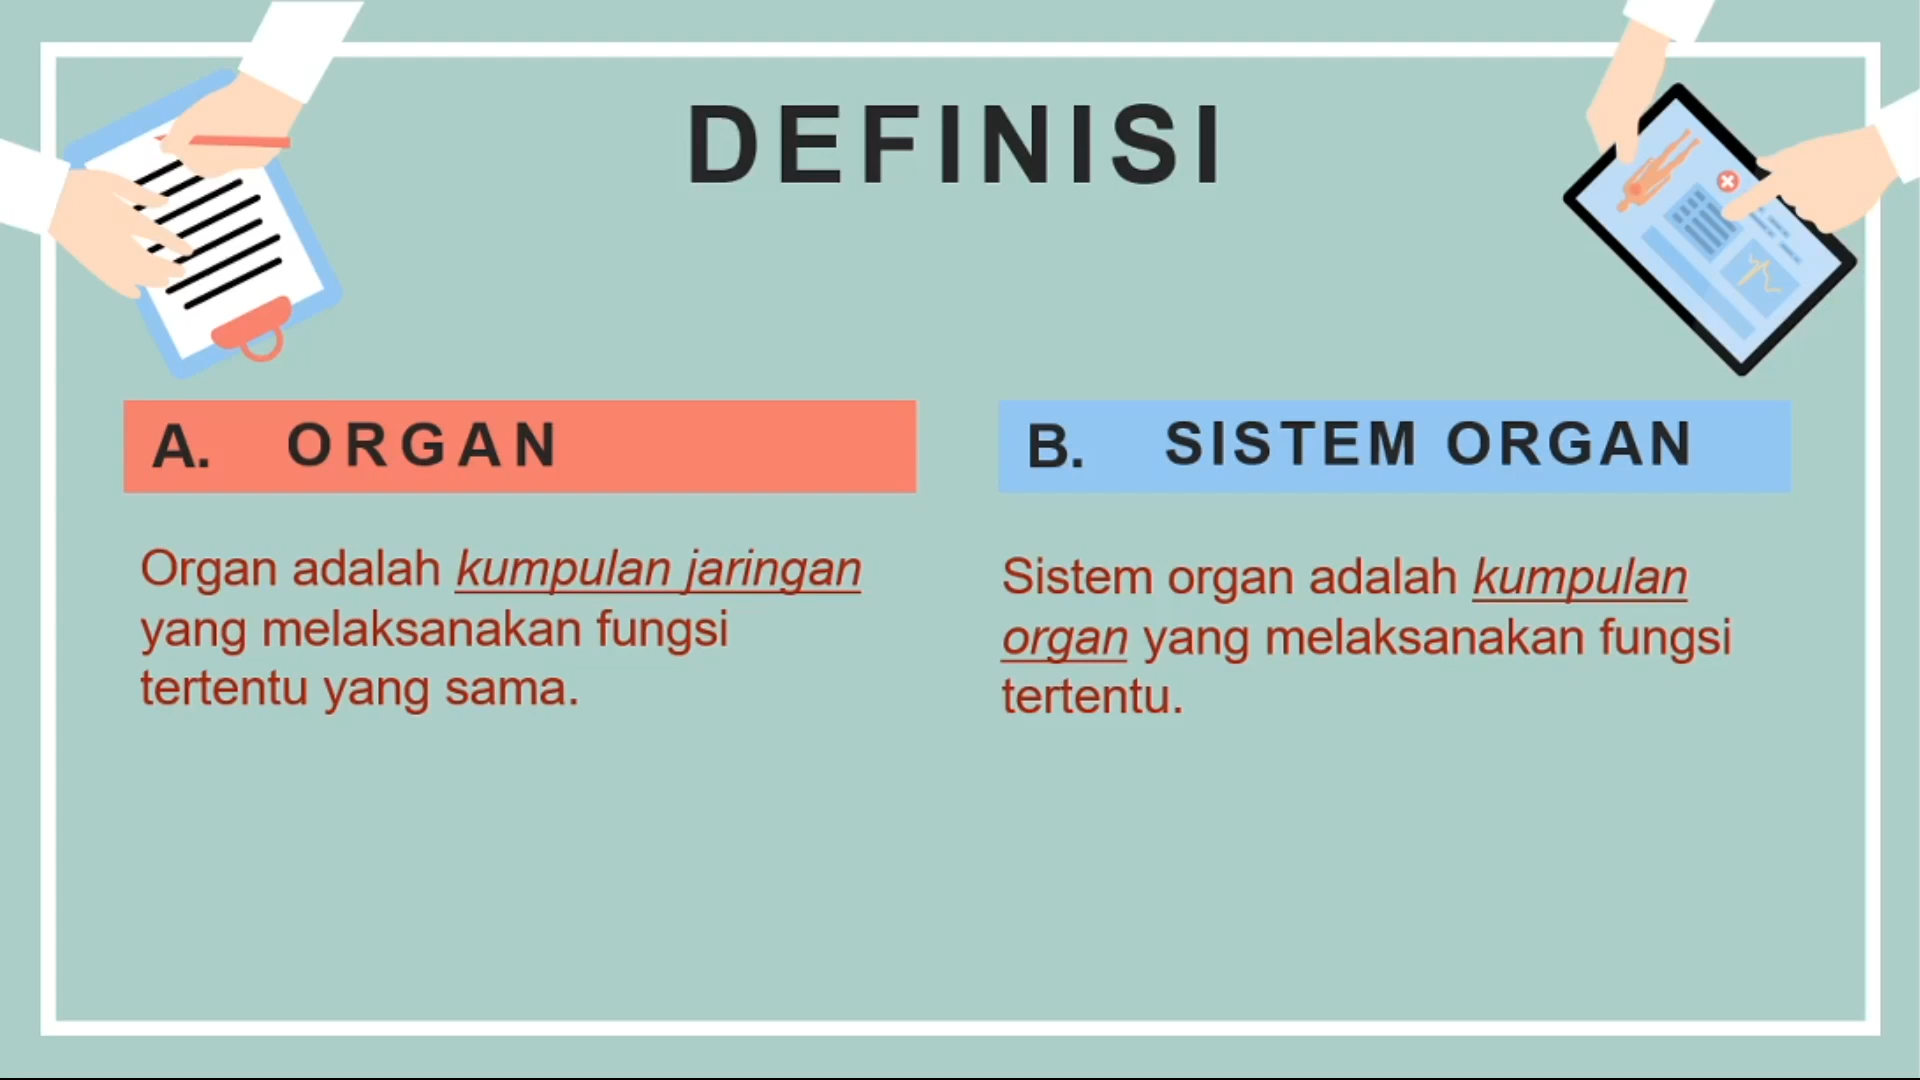 DEFINISI
A. ORGAN
Organ adalah kumpulan jaringan
yang melaksanakan fungsi
tertentu yang sama.
B. SISTEM ORGAN
Sistem organ adalah kumpulan
organ yang melaksanakan fungsi
tertentu.